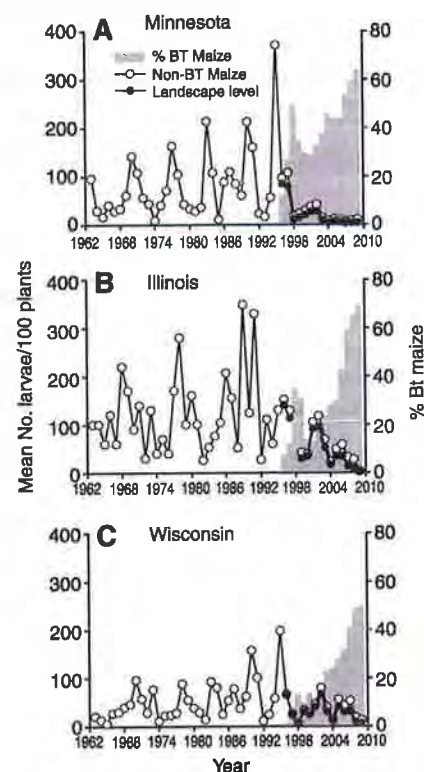 A Minnesota
% BT Maize
Non-BT Maize
Landscape level
400
300
200
100
0
80
60
40
20
0
1962 1968 1974 1980 1986 1992 1998 2004 2010
B Illinois
400
300
200
100
0
80
60
40
20
0
1962 1968 1974 1980 1986 1992 1998 2004 2010
C Wisconsin
400
300
200
100
0
80
60
40
20
0
1962 1968 1974 1980 1986 1992 1998 2004 2010
Mean No. larvae/100 plants
% Bt maize
Year